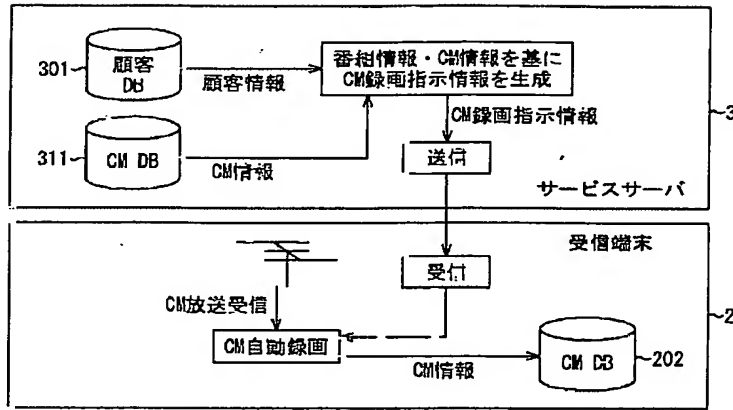 301
顧客
DB
顧客情報
番組情報・CM情報を基に
CM録画指示情報を生成
CM録画指示情報
3
311
CM DB
CM情報
送信
サービスサーバ
受信端末
受付
CM放送受信
CM自動録画
CM情報
CM DB
202
2